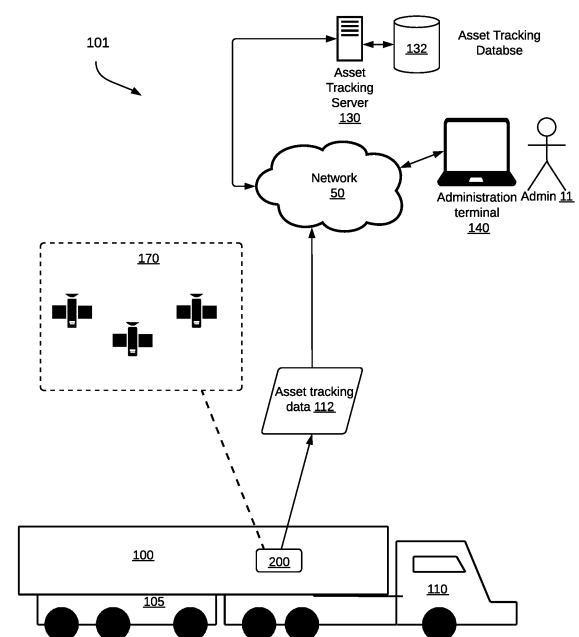 101
132
Asset Tracking
Databse
Asset
Tracking
Server
130
Network
50
Administration
terminal
140
Admin 11
170
Asset tracking
data 112
100
200
105
110